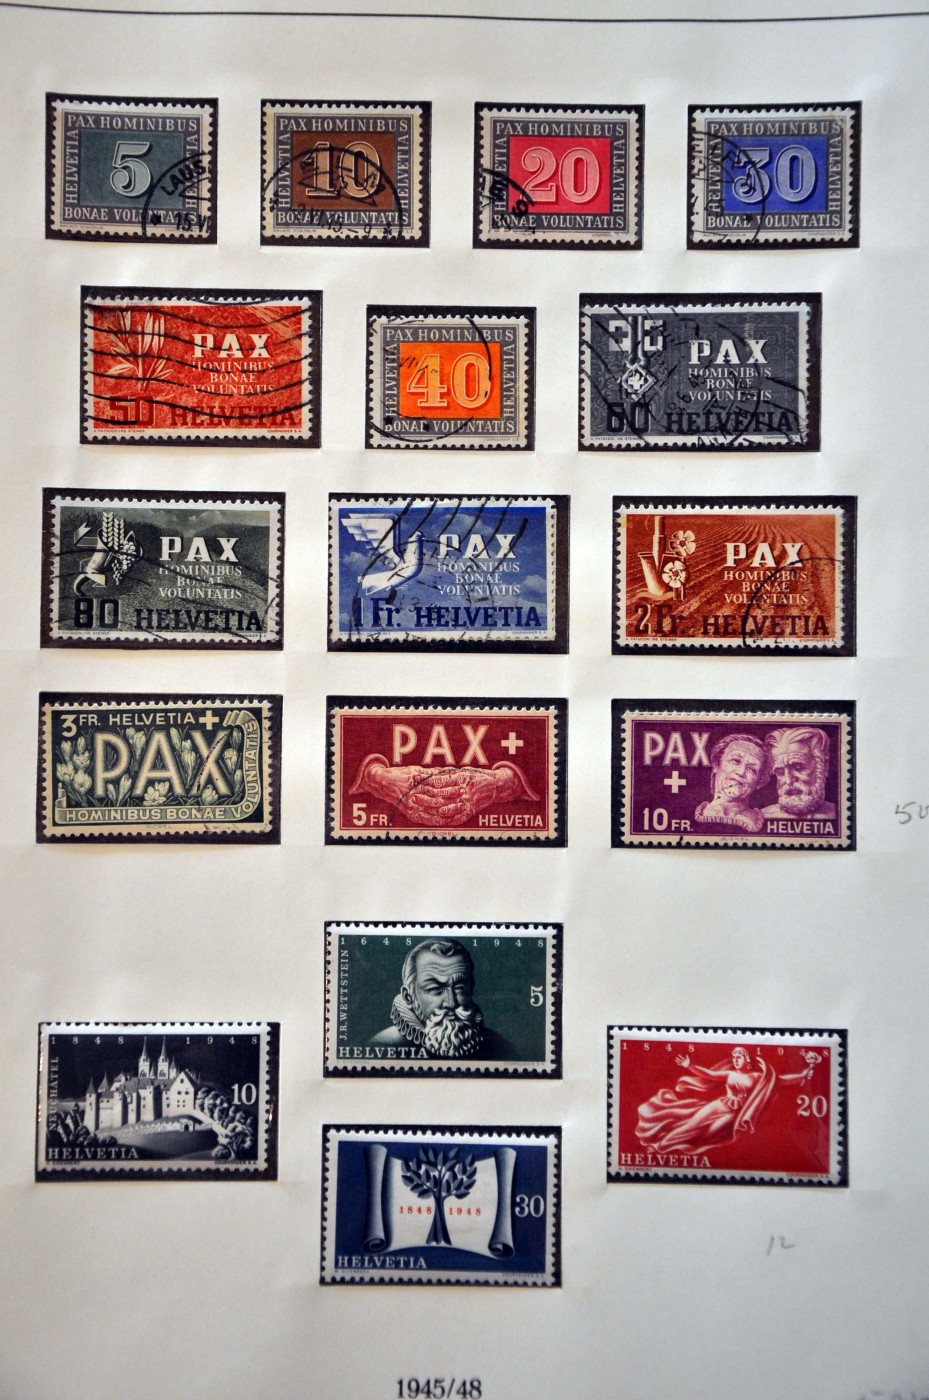 PAX HOMINIBUS
HELVETIA
5
HELVETIA
BONAE VOLUNTATIS
LAUS
15.VI
PAX HOMINIBUS
HELVETIA
10
HELVETIA
BONAE VOLUNTATIS
PAX HOMINIBUS
HELVETIA
20
HELVETIA
BONAE VOLUNTATIS
PAX HOMINIBUS
HELVETIA
30
HELVETIA
BONAE VOLUNTATIS
PAX
HOMINIBUS
BONAE
VOLUNTATIS
50 HELVETIA
PAX HOMINIBUS
HELVETIA
40
HELVETIA
BONAE VOLUNTATIS
PAX
HOMINIBUS
BONAE
VOLUNTATIS
60 HELVETIA
PAX
HOMINIBUS
BONAE
VOLUNTATIS
80 HELVETIA
PAX
HOMINIBUS
BONAE
VOLUNTATIS
1 Fr. HELVETIA
PAX
HOMINIBUS
BONAE
VOLUNTATIS
2 Fr. HELVETIA
3 FR. HELVETIA +
PAX
HOMINIBUS BONAE VOLUNTATIS
PAX +
5 FR. HELVETIA
PAX
+
10 FR. HELVETIA
50
1648 1948
J.R. WETTSTEIN
5
HELVETIA
1848 1948
NEUCHATEL
10
HELVETIA
1848 1948
20
HELVETIA
1848 1948
30
HELVETIA
12
1945/48